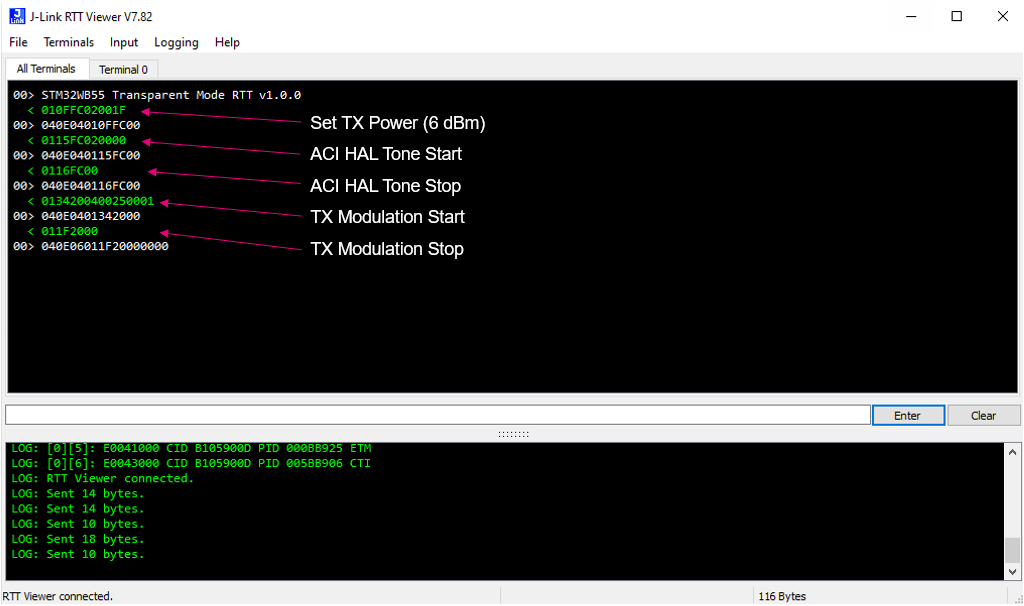 J-Link RTT Viewer V7.82
File Terminals Input Logging Help
All Terminals Terminal 0
00> STM32WB55 Transparent Mode RTT v1.0.0
< 010FFC02001F
Set TX Power (6 dBm)
00> 040E04010FFC00
< 0115FC020000
ACI HAL Tone Start
00> 040E040115FC00
< 0116FC00
ACI HAL Tone Stop
00> 040E040116FC00
< 0134200400250001
TX Modulation Start
00> 040E0401342000
< 011F2000
TX Modulation Stop
00> 040E06011F20000000
Enter Clear
LOG: [0][5]: E0041000 CID B105900D PID 000BB925 ETM
LOG: [0][6]: E0043000 CID B105900D PID 005BB906 CTI
LOG: RTT Viewer connected.
LOG: Sent 14 bytes.
LOG: Sent 14 bytes.
LOG: Sent 10 bytes.
LOG: Sent 18 bytes.
LOG: Sent 10 bytes.
RTT Viewer connected. 116 Bytes